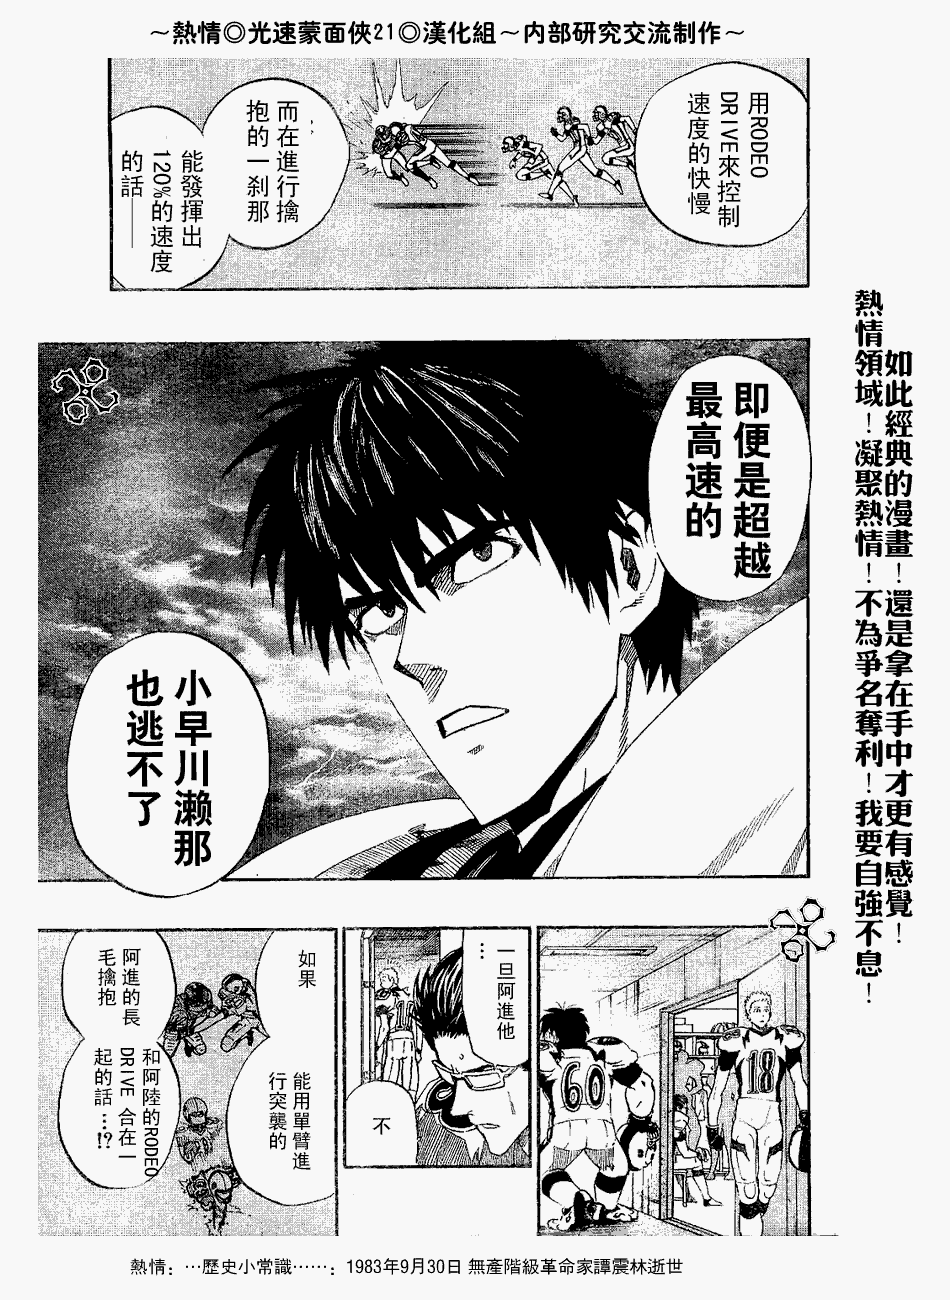 ～熱情◎光速蒙面俠21◎漢化組～内部研究交流制作～
用RODEO
DRIVE來控制
速度的快慢
而在進行擒
抱的一刹那
能發揮出
120%的速度
的話——
即便是超越
最高速的
小早川瀬那
也逃不了
如此經典的漫畫！還是拿在手中才更有感覺！
熱情領域！凝聚熱情！不為爭名奪利！我要自強不息！
60
18
一旦阿進他
…
不
如果
能用單臂進
行突襲的
阿進的長
毛擒抱
和阿陸的RODEO
DRIVE 合在一
起的話…!?
熱情：…歷史小常識……：1983年9月30日 無產階級革命家譚震林逝世